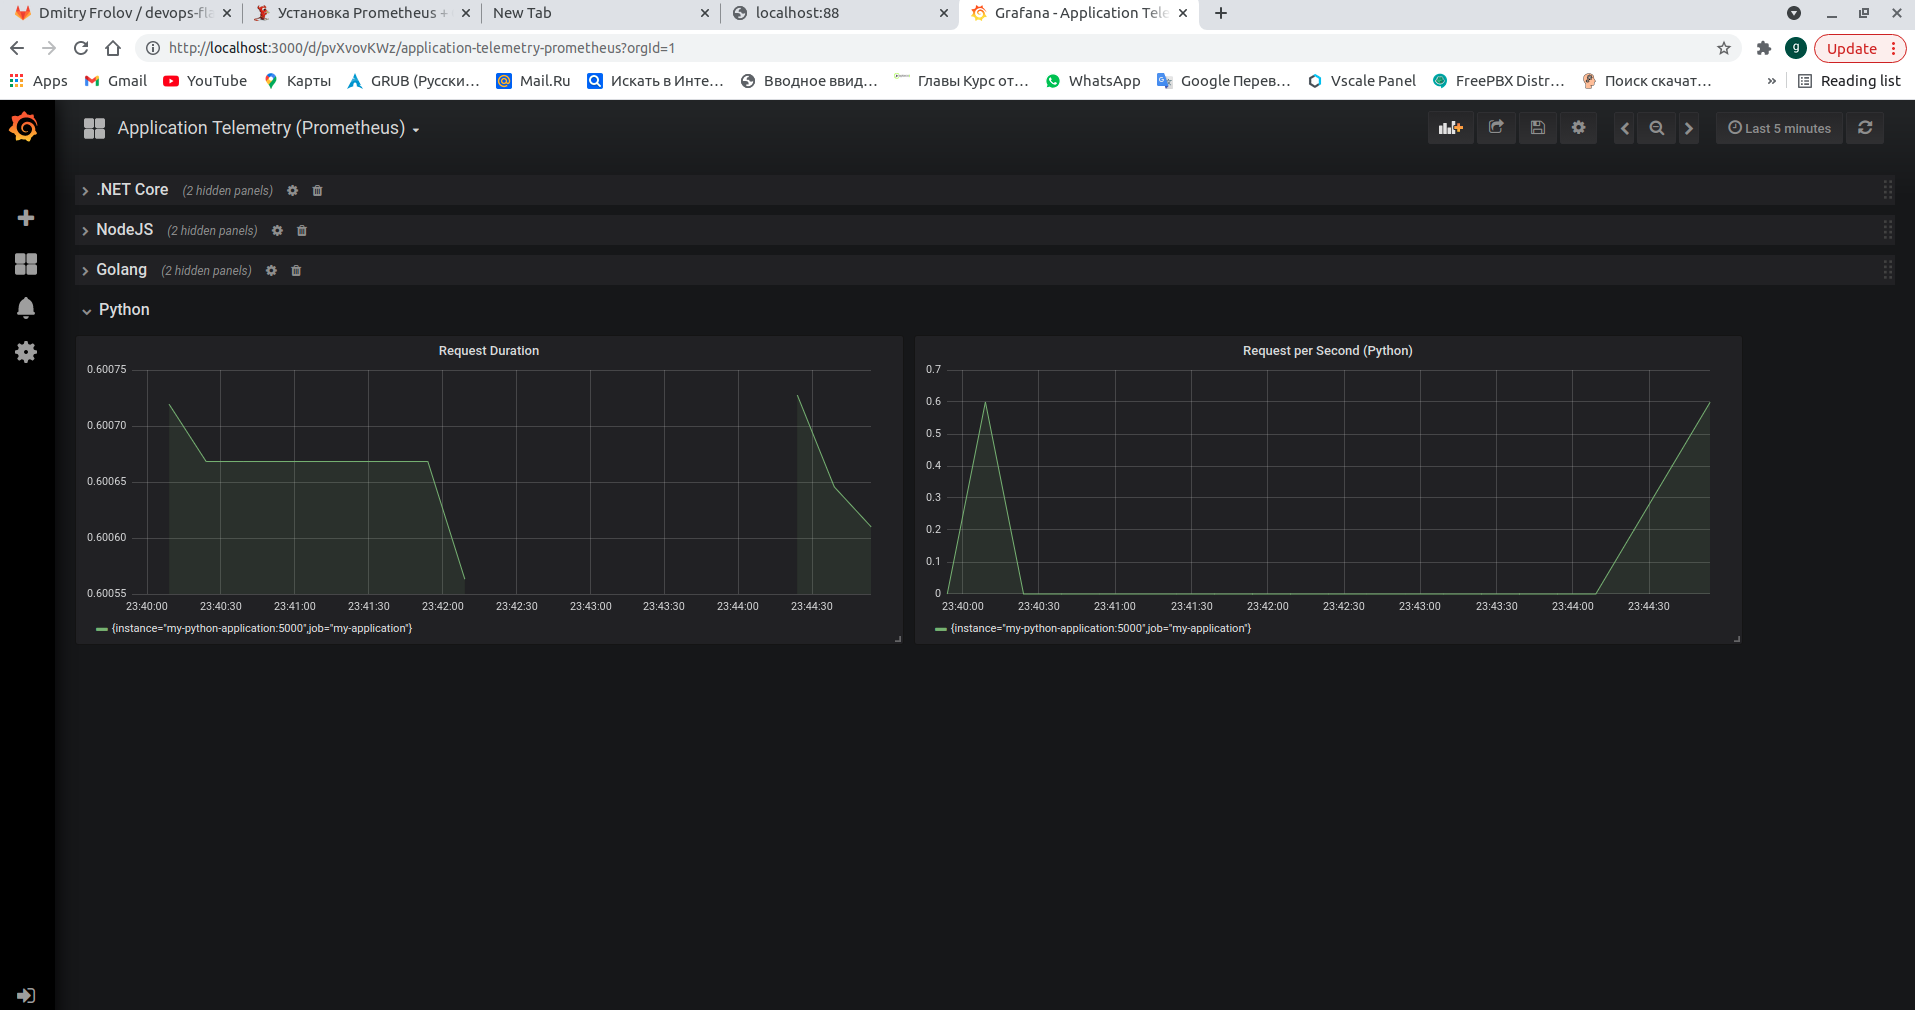 Dmitry Frolov / devops-fla
Установка Prometheus +
New Tab
localhost:88
Grafana - Application Tele
http://localhost:3000/d/pvXvovKWz/application-telemetry-prometheus?orgId=1
g
Update
Apps
Gmail
YouTube
Карты
GRUB (Русски...
Mail.Ru
Искать в Инте...
Вводное ввид...
Главы Курс от...
WhatsApp
Google Перев...
Vscale Panel
FreePBX Distr...
Поиск скачат...
»
Reading list
Application Telemetry (Prometheus)
Last 5 minutes
.NET Core (2 hidden panels)
NodeJS (2 hidden panels)
Golang (2 hidden panels)
Python
Request Duration
0.60075
0.60070
0.60065
0.60060
0.60055
23:40:00 23:40:30 23:41:00 23:41:30 23:42:00 23:42:30 23:43:00 23:43:30 23:44:00 23:44:30
{instance="my-python-application:5000",job="my-application"}
Request per Second (Python)
0.7
0.6
0.5
0.4
0.3
0.2
0.1
0
23:40:00 23:40:30 23:41:00 23:41:30 23:42:00 23:42:30 23:43:00 23:43:30 23:44:00 23:44:30
{instance="my-python-application:5000",job="my-application"}